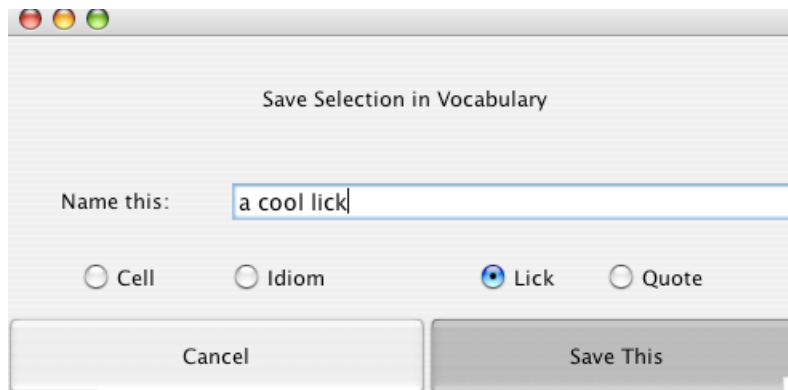 Save Selection in Vocabulary
Name this: a cool lick
Cell Idiom Lick Quote
Cancel Save This